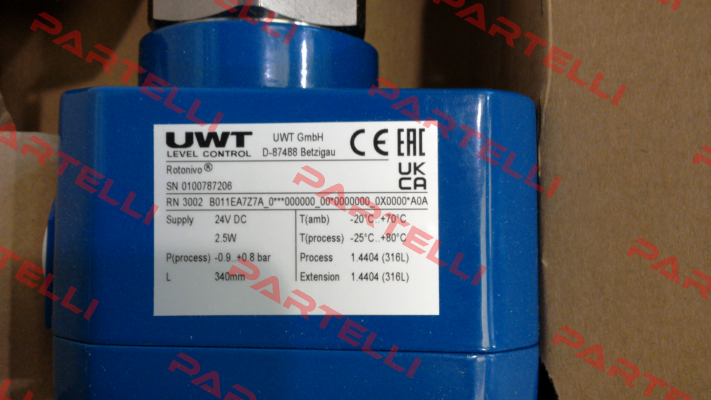 UWT
LEVEL CONTROL
UWT GmbH
D-87488 Betzigau
CE EAC
UK
CA
Rotonivo®
SN 0100787206
RN 3002 B011EA7Z7A_0***000000_00*0000000_0X0000*A0A
Supply 24V DC T(amb) -20°C..+70°C
2.5W T(process) -25°C..+80°C
P(process) -0.9..+0.8 bar Process 1.4404 (316L)
L 340mm Extension 1.4404 (316L)
PARTELLI
PARTELLI
PARTELLI
PARTELLI
PARTELLI
PARTELLI